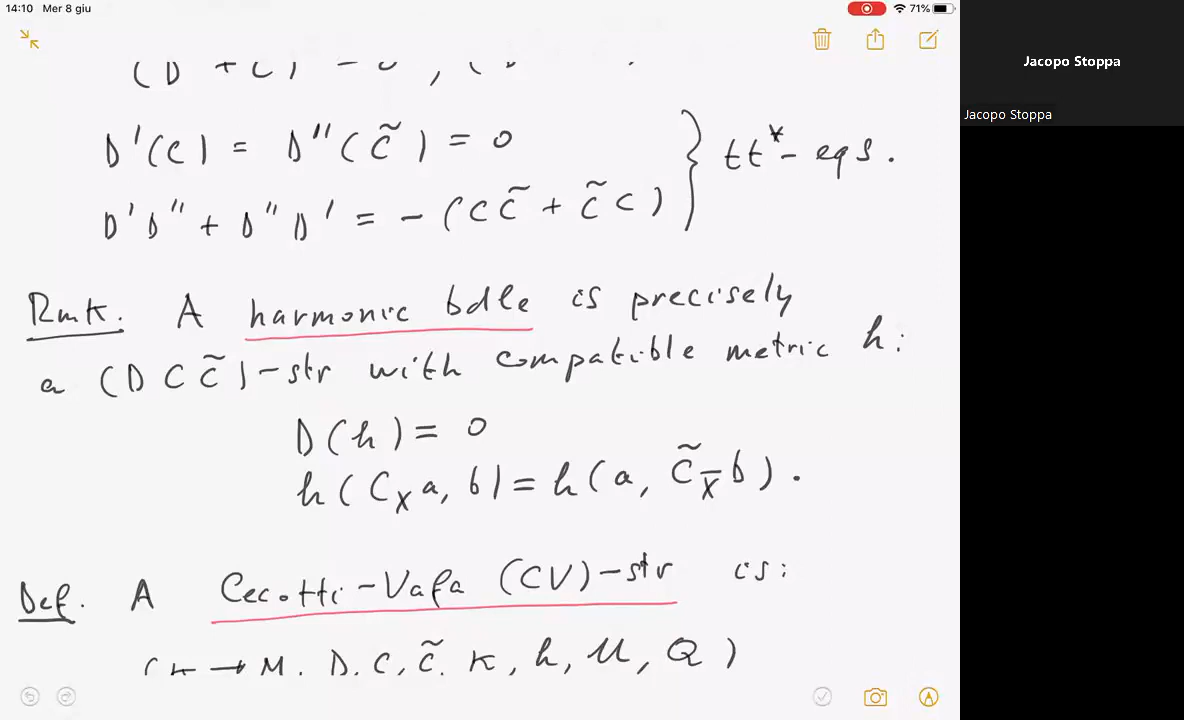 14:10 Mer 8 giu
71%
D'(C) = D''(C̃) = 0
D'D'' + D''D' = -(CC̃ + C̃C)
} tt*- eqs.
Rmk. A harmonic bdle is precisely
a (D C C̃)-str with compatible metric h:
D(h) = 0
h(C_X a, b) = h(a, C̃_X̄ b).
Def. A Cecotti-Vafa (CV)-str is:
(K → M, D, C, C̃, K, h, U, Q)
Jacopo Stoppa
Jacopo Stoppa